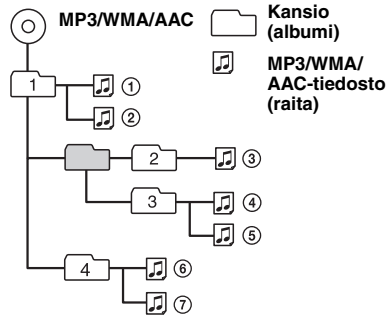 MP3/WMA/AAC
Kansio
(albumi)
MP3/WMA/
AAC-tiedosto
(raita)
1
①
②
2
③
3
④
⑤
4
⑥
⑦